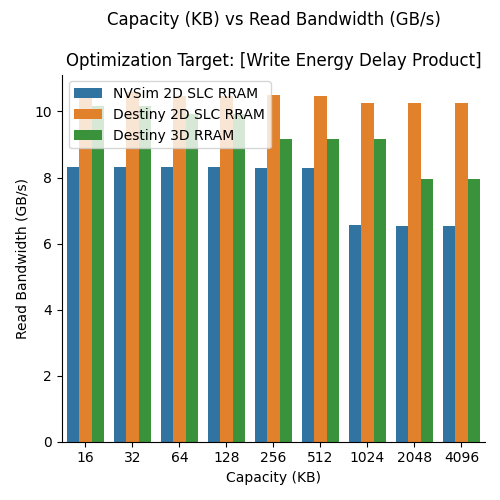 Capacity (KB) vs Read Bandwidth (GB/s)
Optimization Target: [Write Energy Delay Product]
NVSim 2D SLC RRAM
Destiny 2D SLC RRAM
Destiny 3D RRAM
Read Bandwidth (GB/s)
10
8
6
4
2
0
16 32 64 128 256 512 1024 2048 4096
Capacity (KB)